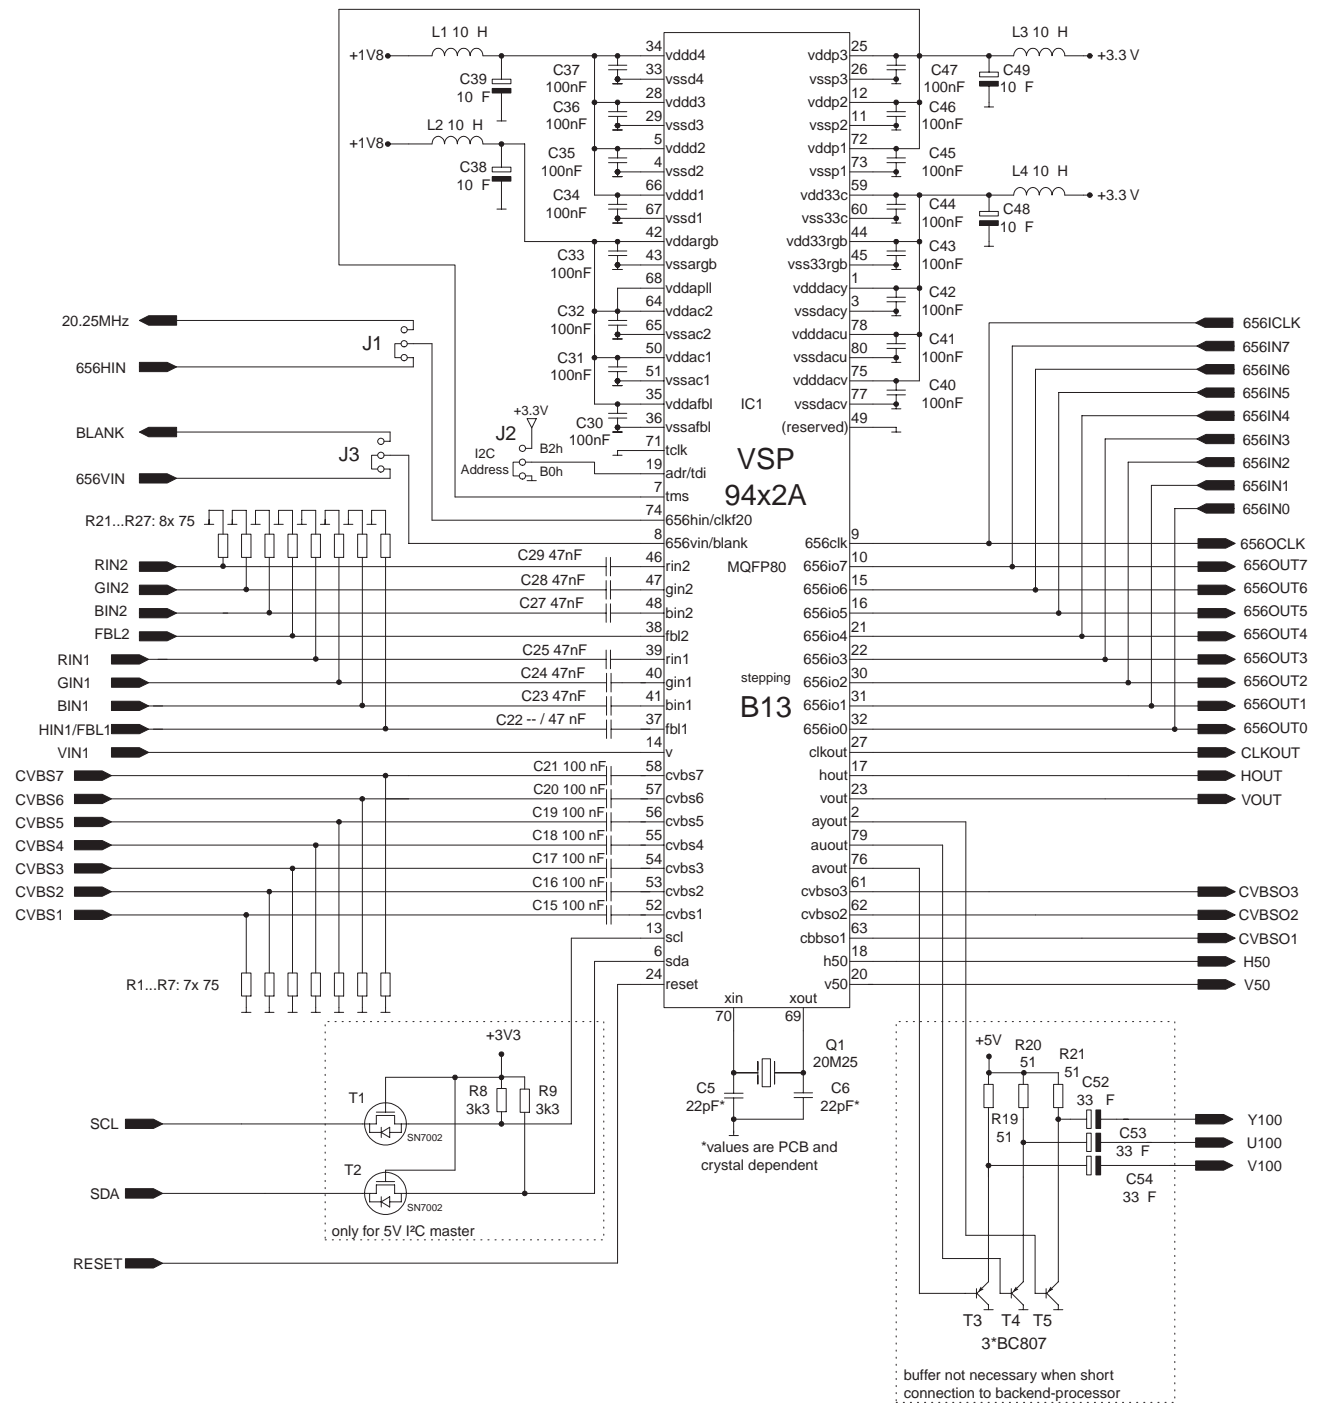 L1 10 H
+1V8
C39
10 F
L2 10 H
+1V8
C38
10 F
C37
100nF
C36
100nF
C35
100nF
C34
100nF
C33
100nF
C32
100nF
C31
100nF
C30
100nF
34 vddd4
33 vssd4
28 vddd3
29 vssd3
5 vddd2
4 vssd2
66 vddd1
67 vssd1
42 vddargb
43 vssargb
68 vddapll
64 vddac2
65 vssac2
50 vddac1
51 vssac1
35 vddafbl
36 vssafbl
71 tclk
19 adr/tdi
7 tms
74 656hin/clkf20
8 656vin/blank
46 rin2
47 gin2
48 bin2
38 fbl2
39 rin1
40 gin1
41 bin1
37 fbl1
14 v
58 cvbs7
57 cvbs6
56 cvbs5
55 cvbs4
54 cvbs3
53 cvbs2
52 cvbs1
13 scl
6 sda
24 reset
IC1
VSP
94x2A
MQFP80
stepping
B13
vddp3 25
vssp3 26
vddp2 12
vssp2 11
vddp1 72
vssp1 73
vdd33c 59
vss33c 60
vdd33rgb 44
vss33rgb 45
vdddacy 1
vssdacy 3
vdddacu 78
vssdacu 80
vdddacv 75
vssdacv 77
(reserved) 49
656clk 9
656io7 10
656io6 15
656io5 16
656io4 21
656io3 22
656io2 30
656io1 31
656io0 32
clkout 27
hout 17
vout 23
ayout 2
auout 79
avout 76
cvbso3 61
cvbso2 62
cbbso1 63
h50 18
v50 20
xin
70
xout
69
C47
100nF
C46
100nF
C45
100nF
C44
100nF
C43
100nF
C42
100nF
C41
100nF
C40
100nF
L3 10 H
+3.3 V
C49
10 F
L4 10 H
+3.3 V
C48
10 F
20.25MHz
J1
656HIN
BLANK
J3
656VIN
+3.3V
J2
I2C
Address
B2h
B0h
R21...R27: 8x 75
RIN2
GIN2
BIN2
FBL2
RIN1
GIN1
BIN1
HIN1/FBL1
VIN1
CVBS7
CVBS6
CVBS5
CVBS4
CVBS3
CVBS2
CVBS1
C29 47nF
C28 47nF
C27 47nF
C25 47nF
C24 47nF
C23 47nF
C22 -- / 47 nF
C21 100 nF
C20 100 nF
C19 100 nF
C18 100 nF
C17 100 nF
C16 100 nF
C15 100 nF
R1...R7: 7x 75
656ICLK
656IN7
656IN6
656IN5
656IN4
656IN3
656IN2
656IN1
656IN0
656OCLK
656OUT7
656OUT6
656OUT5
656OUT4
656OUT3
656OUT2
656OUT1
656OUT0
CLKOUT
HOUT
VOUT
CVBSO3
CVBSO2
CVBSO1
H50
V50
+3V3
T1
R8
3k3
R9
3k3
SCL
SN7002
T2
SDA
SN7002
only for 5V I²C master
RESET
Q1
20M25
C5
22pF*
C6
22pF*
*values are PCB and
crystal dependent
+5V
R20
51
R21
51
C52
33 F
R19
51
C53
33 F
C54
33 F
Y100
U100
V100
T3 T4 T5
3*BC807
buffer not necessary when short
connection to backend-processor